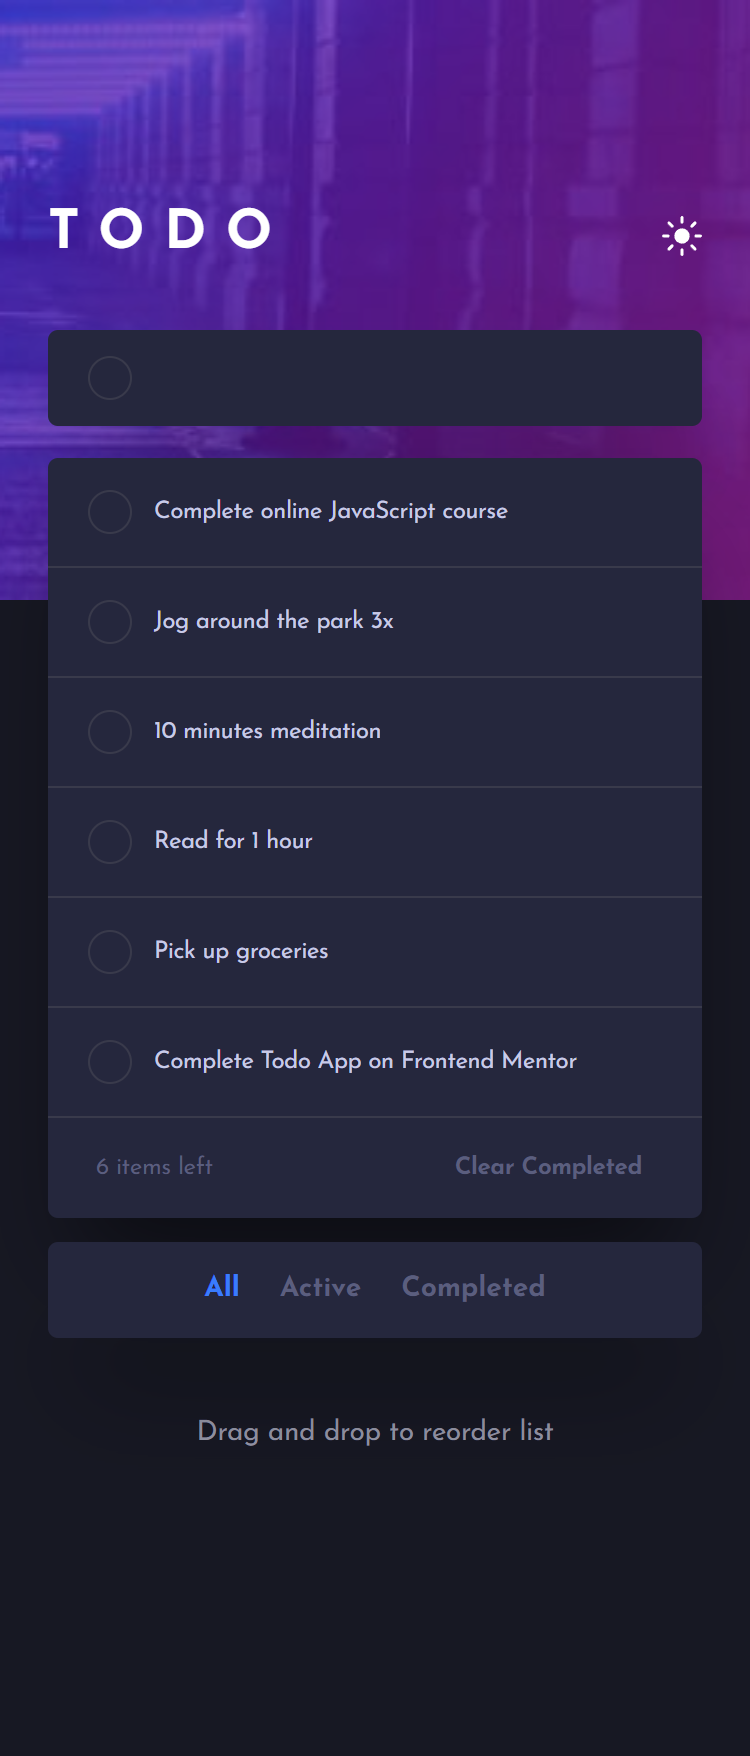 TODO
Complete online JavaScript course
Jog around the park 3x
10 minutes meditation
Read for 1 hour
Pick up groceries
Complete Todo App on Frontend Mentor
6 items left Clear Completed
All Active Completed
Drag and drop to reorder list